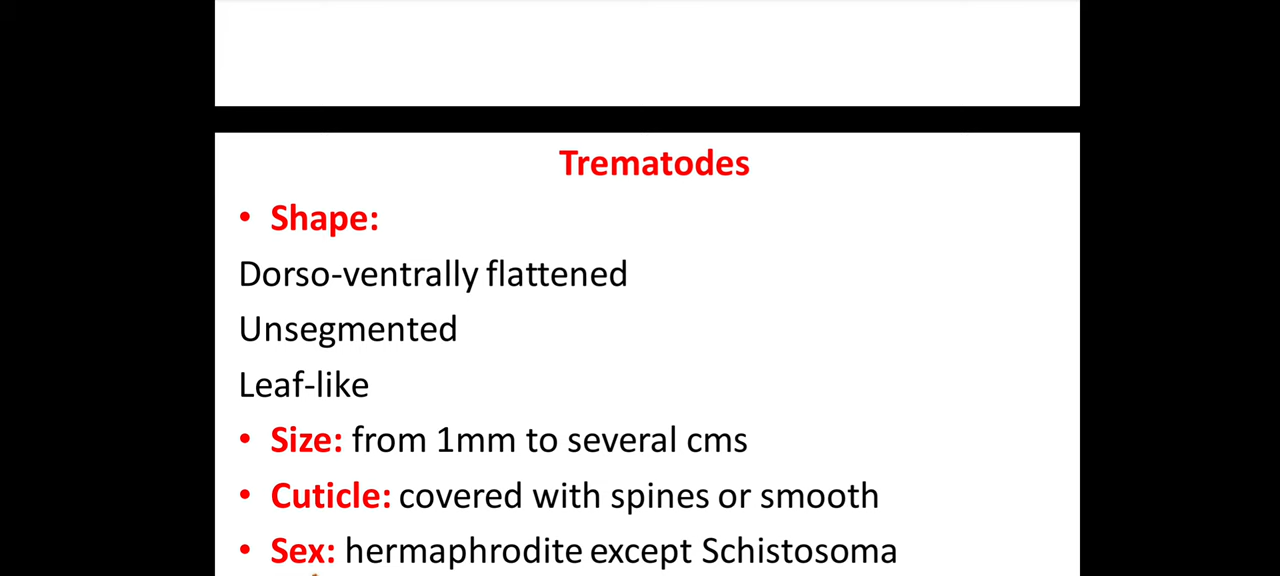 Trematodes
• Shape:
Dorso-ventrally flattened
Unsegmented
Leaf-like
• Size: from 1mm to several cms
• Cuticle: covered with spines or smooth
• Sex: hermaphrodite except Schistosoma